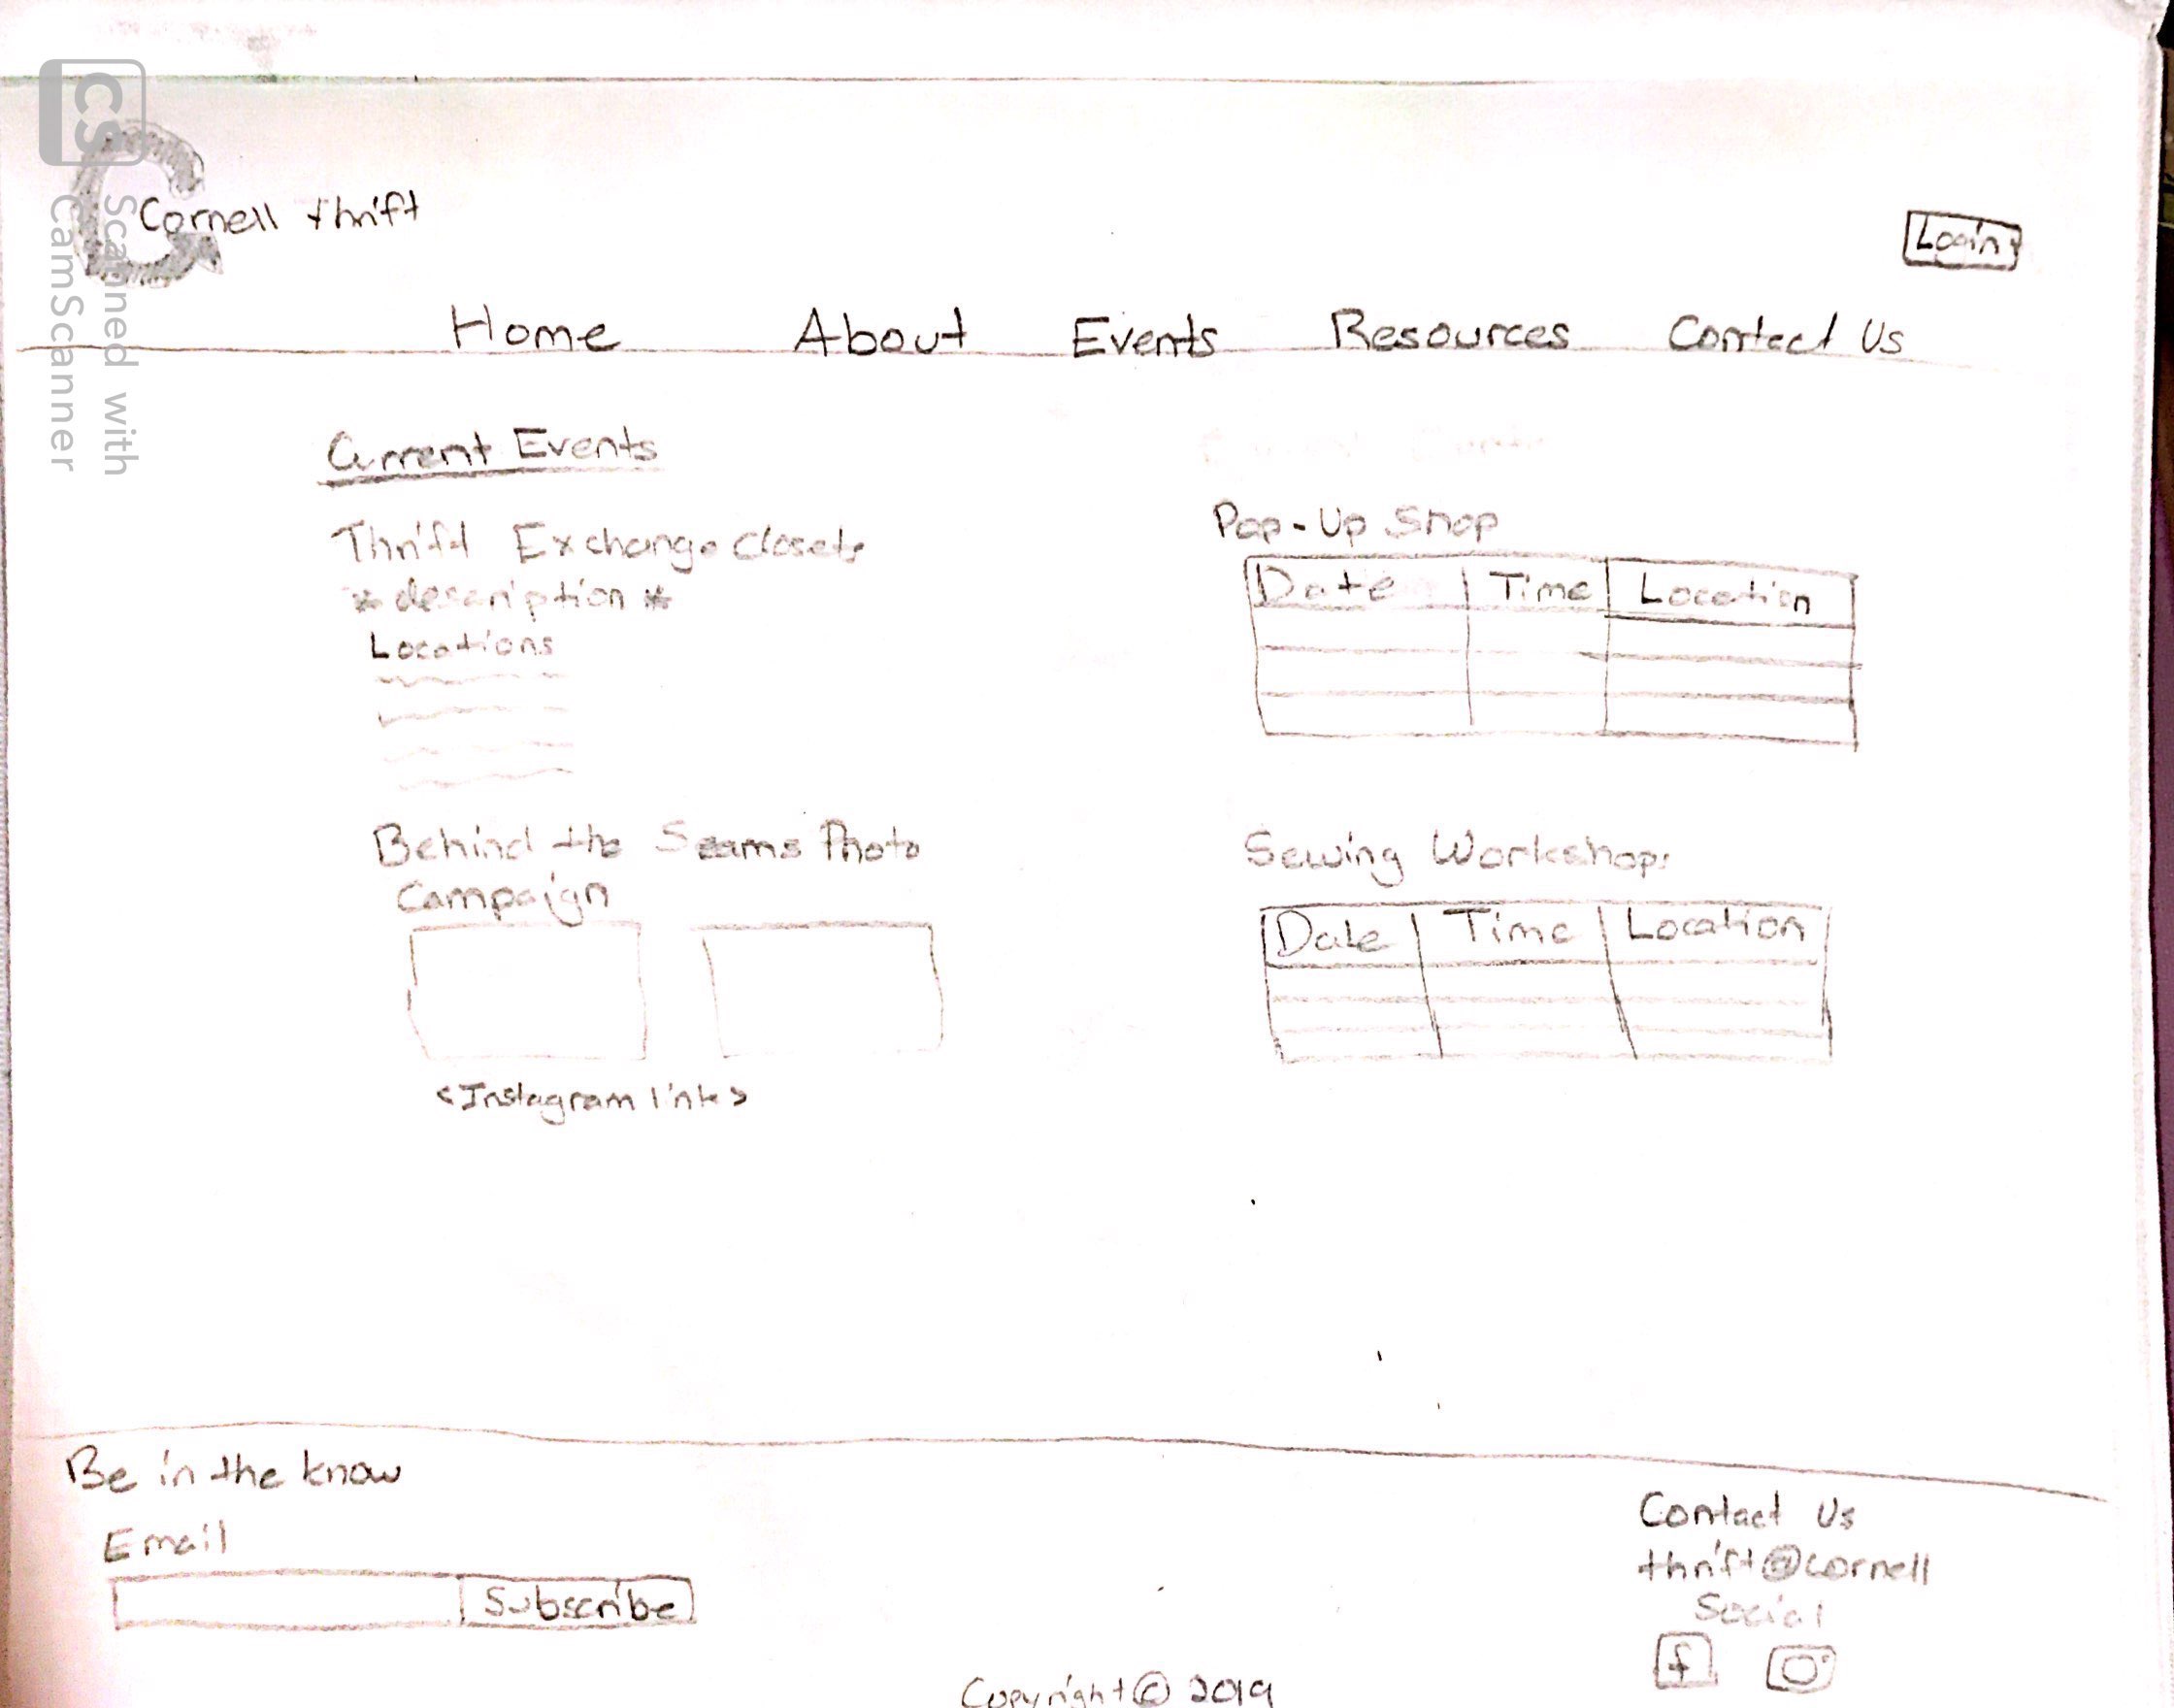 CS
Scanned with
CamScanner
Cornell thrift
Login
Home About Events Resources Contact Us
Current Events
Thrift Exchange Closets
* description *
Locations
Behind the Seams Photo
Campaign
<Instagram link>
Pop-Up Shop
Date Time Location
Sewing Workshops
Date Time Location
Be in the know
Email
Subscribe
Contact Us
thrift@cornell
Social
f
Copyright © 2019